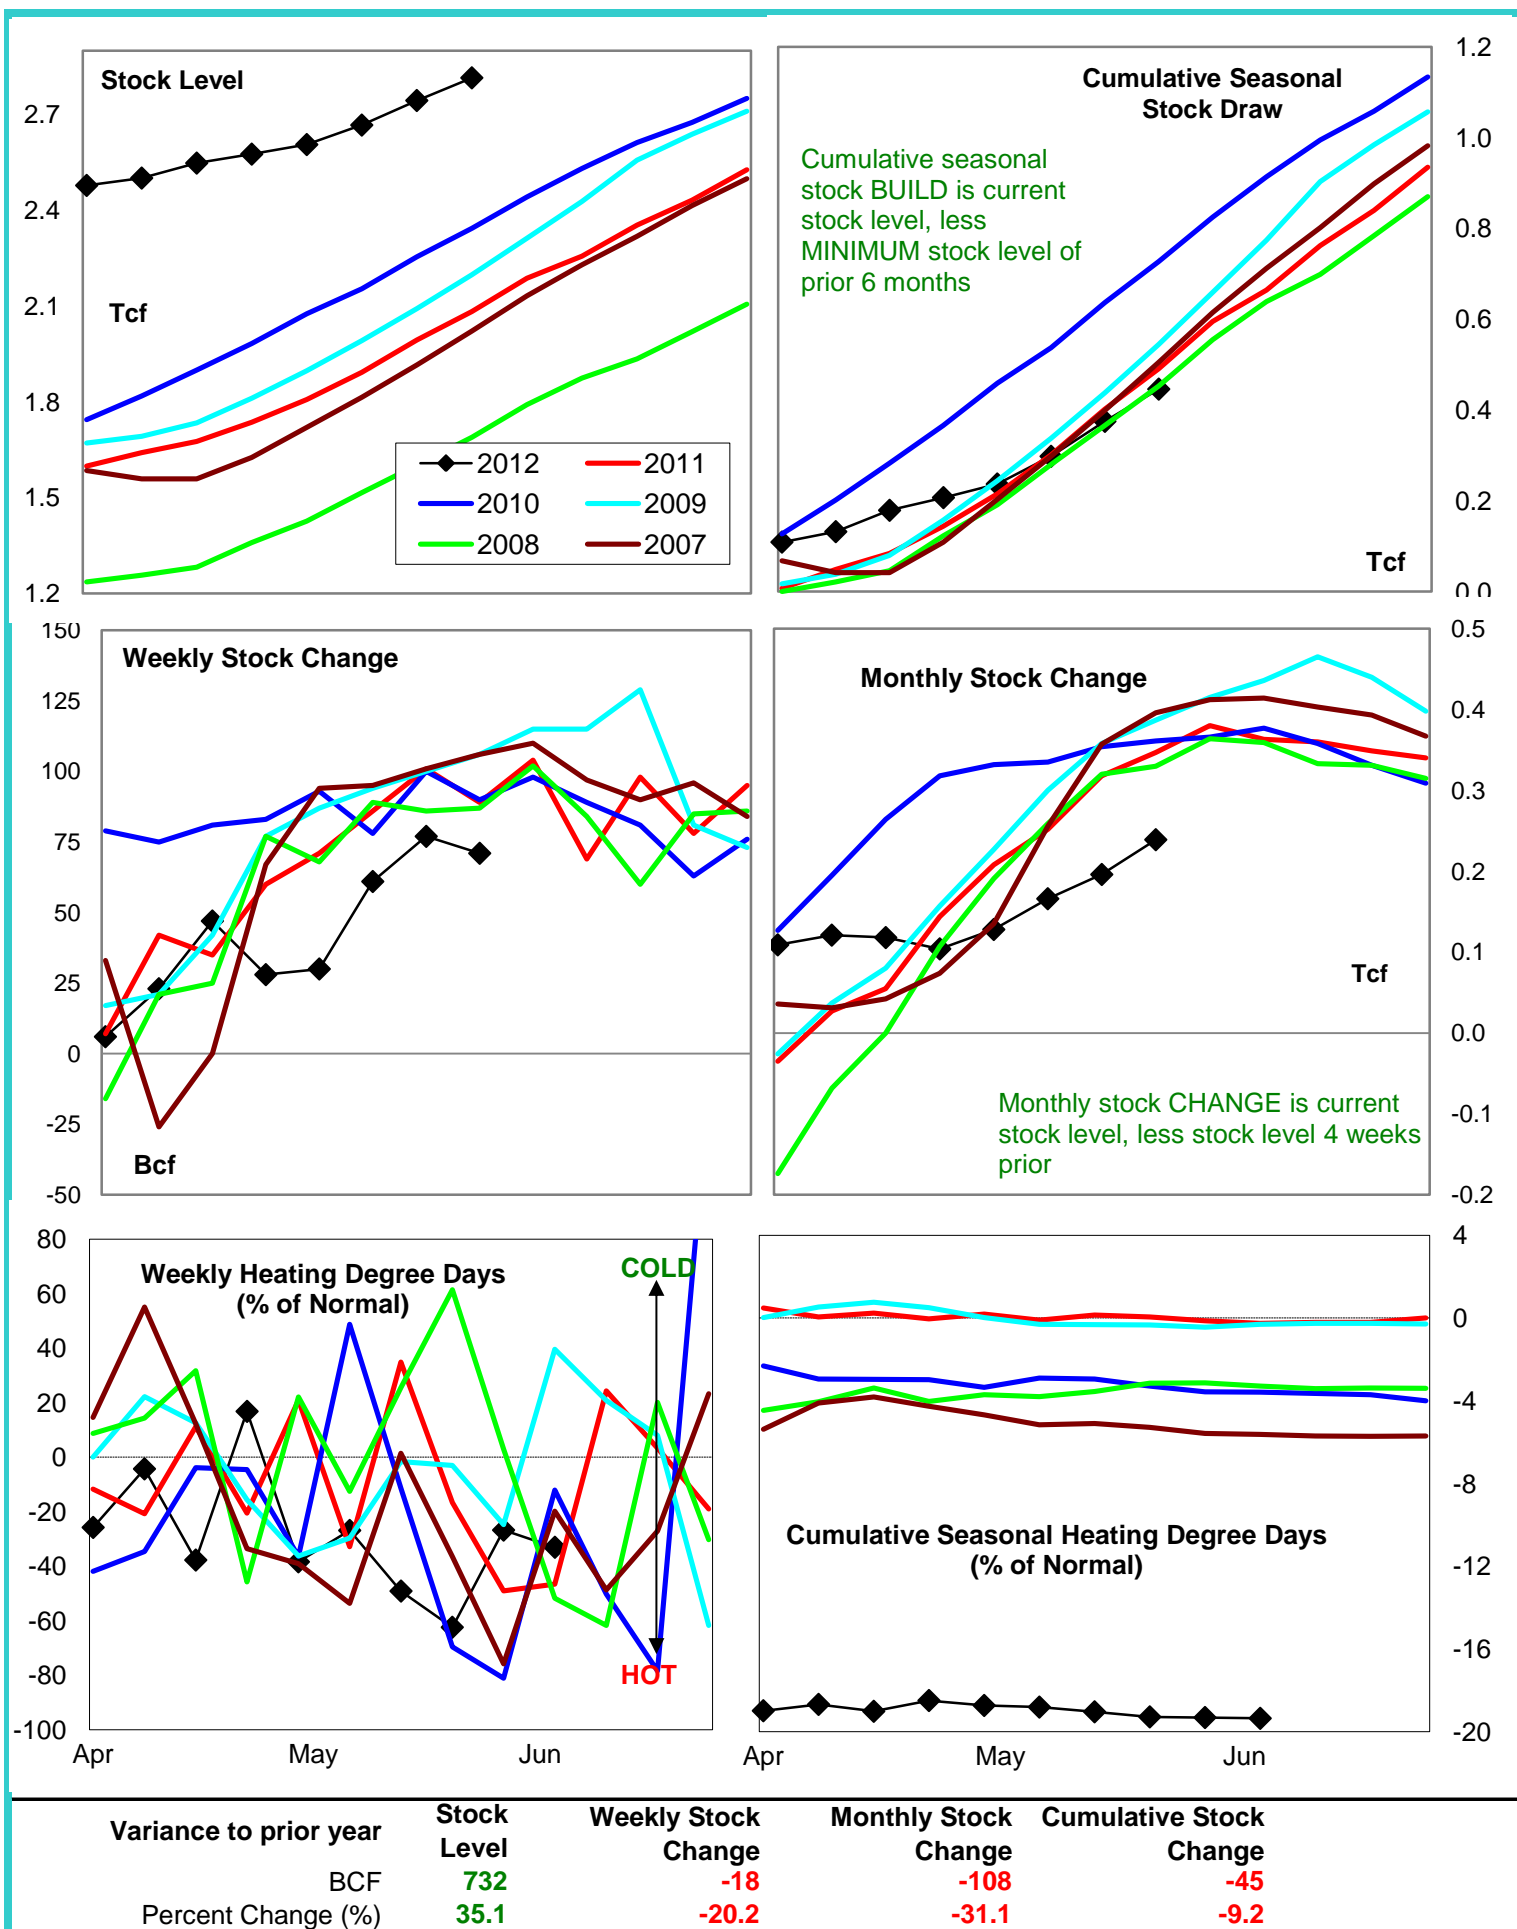 Stock Level
2.7
2.4
2.1
1.8
1.5
1.2
Tcf
2012
2011
2010
2009
2008
2007
Cumulative Seasonal
Stock Draw
Cumulative seasonal
stock BUILD is current
stock level, less
MINIMUM stock level of
prior 6 months
Tcf
1.2
1.0
0.8
0.6
0.4
0.2
0.0
Weekly Stock Change
150
125
100
75
50
25
0
-25
-50
Bcf
Monthly Stock Change
Tcf
Monthly stock CHANGE is current
stock level, less stock level 4 weeks
prior
0.5
0.4
0.3
0.2
0.1
0.0
-0.1
-0.2
Weekly Heating Degree Days
(% of Normal)
COLD
HOT
80
60
40
20
0
-20
-40
-60
-80
-100
Apr May Jun
Cumulative Seasonal Heating Degree Days
(% of Normal)
4
0
-4
-8
-12
-16
-20
Apr May Jun
Variance to prior year Stock Level Weekly Stock Change Monthly Stock Change Cumulative Stock Change
BCF 732 -18 -108 -45
Percent Change (%) 35.1 -20.2 -31.1 -9.2